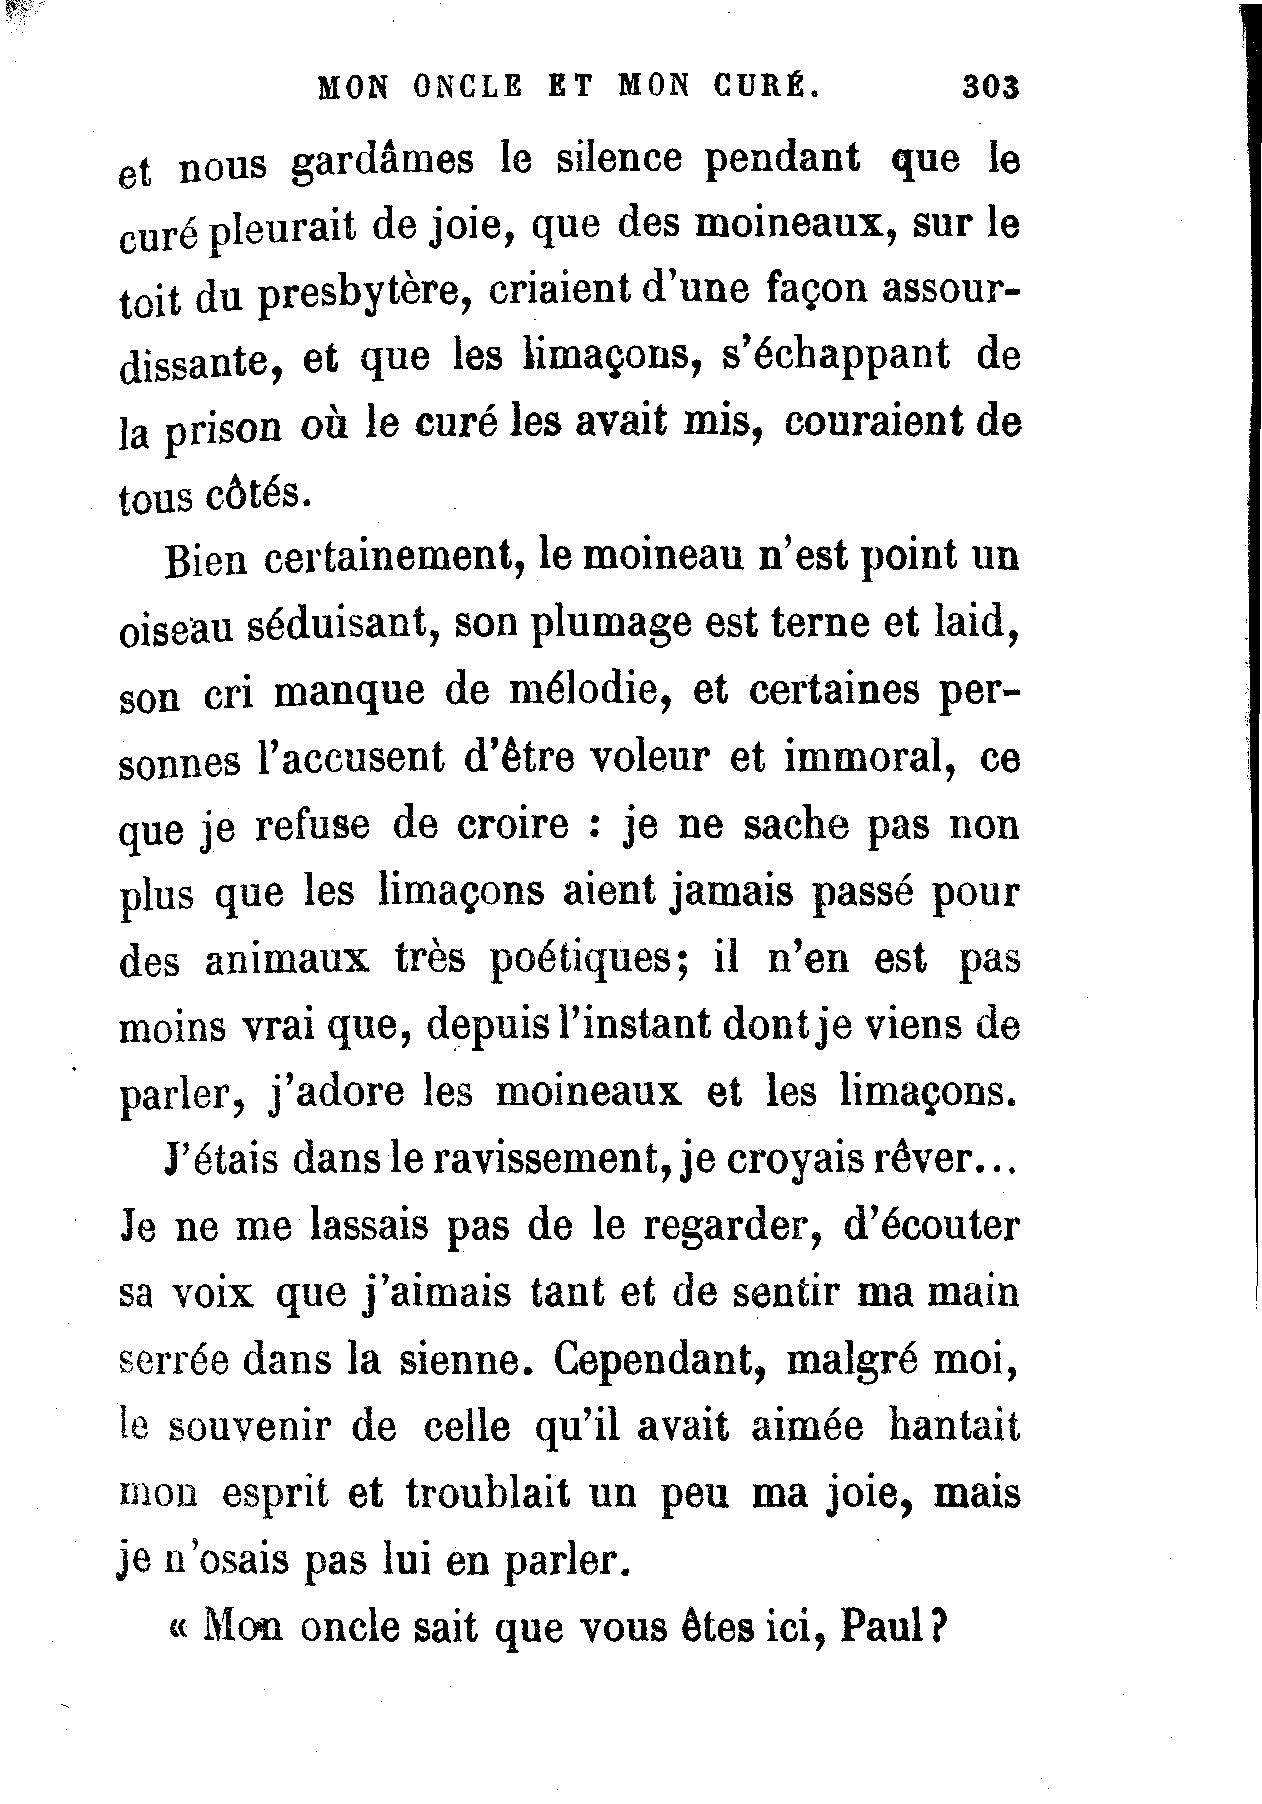 MON ONCLE ET MON CURÉ. 303
et nous gardâmes le silence pendant que le
curé pleurait de joie, que des moineaux, sur le
toit du presbytère, criaient d'une façon assour-
dissante, et que les limaçons, s'échappant de
la prison où le curé les avait mis, couraient de
tous côtés.
Bien certainement, le moineau n'est point un
oiseau séduisant, son plumage est terne et laid,
son cri manque de mélodie, et certaines per-
sonnes l'accusent d'être voleur et immoral, ce
que je refuse de croire : je ne sache pas non
plus que les limaçons aient jamais passé pour
des animaux très poétiques; il n'en est pas
moins vrai que, depuis l'instant dont je viens de
parler, j'adore les moineaux et les limaçons.
J'étais dans le ravissement, je croyais rêver...
Je ne me lassais pas de le regarder, d'écouter
sa voix que j'aimais tant et de sentir ma main
serrée dans la sienne. Cependant, malgré moi,
le souvenir de celle qu'il avait aimée hantait
mon esprit et troublait un peu ma joie, mais
je n'osais pas lui en parler.
« Mon oncle sait que vous êtes ici, Paul?